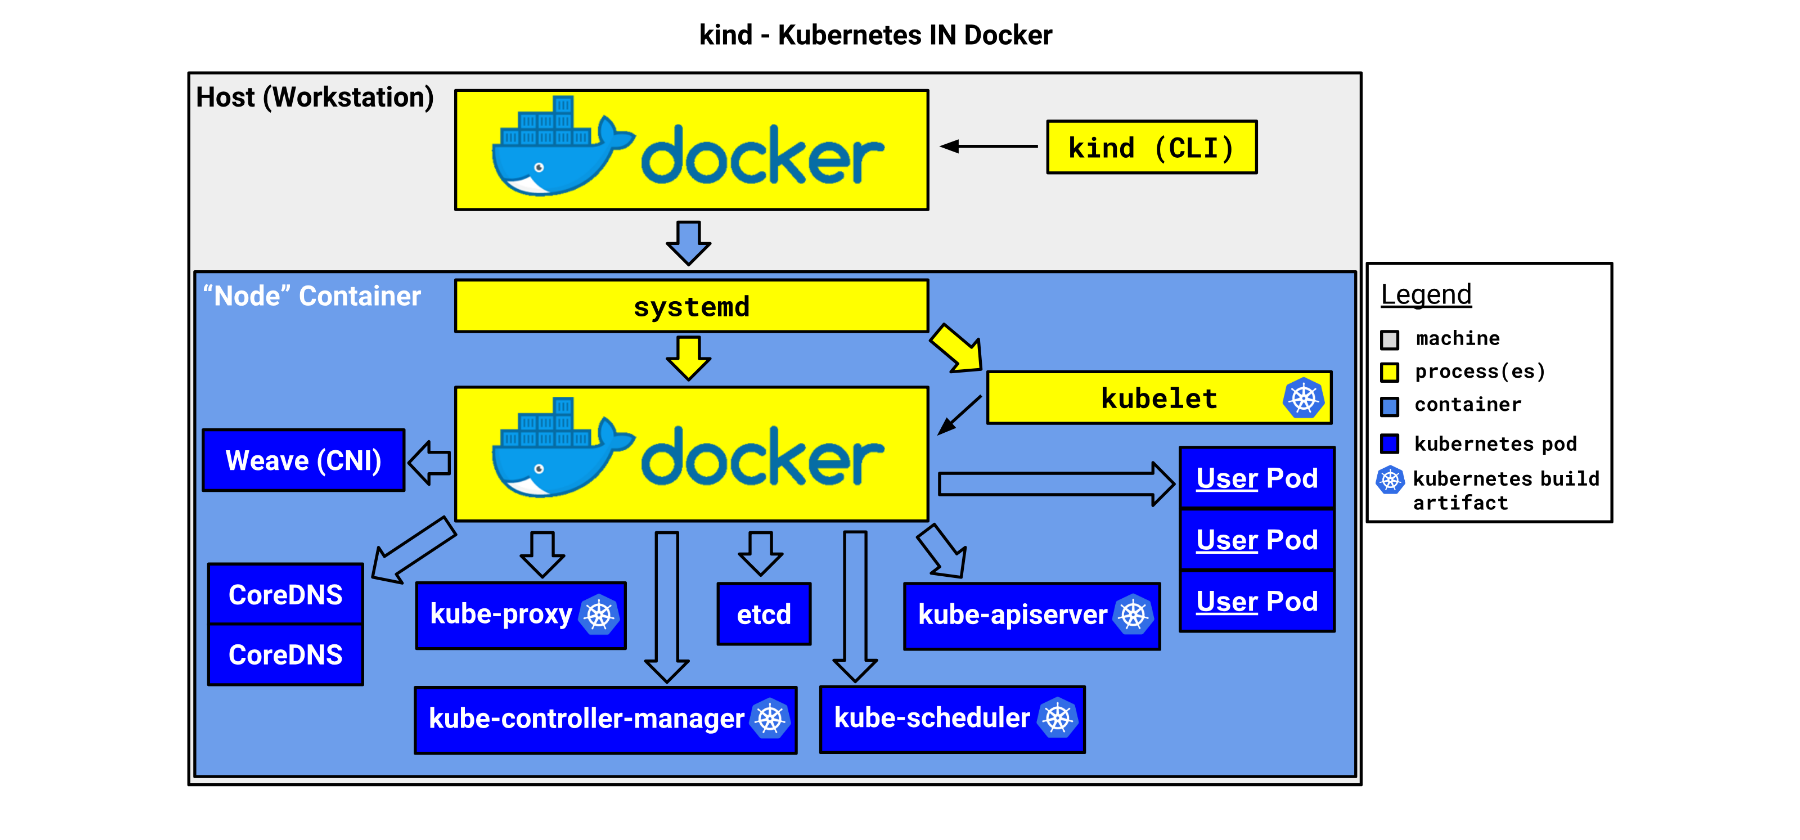 kind - Kubernetes IN Docker
Host (Workstation)
docker
kind (CLI)
“Node” Container
systemd
kubelet
docker
Weave (CNI)
User Pod
User Pod
User Pod
CoreDNS
CoreDNS
kube-proxy
etcd
kube-apiserver
kube-controller-manager
kube-scheduler
Legend
machine
process(es)
container
kubernetes pod
kubernetes build
artifact